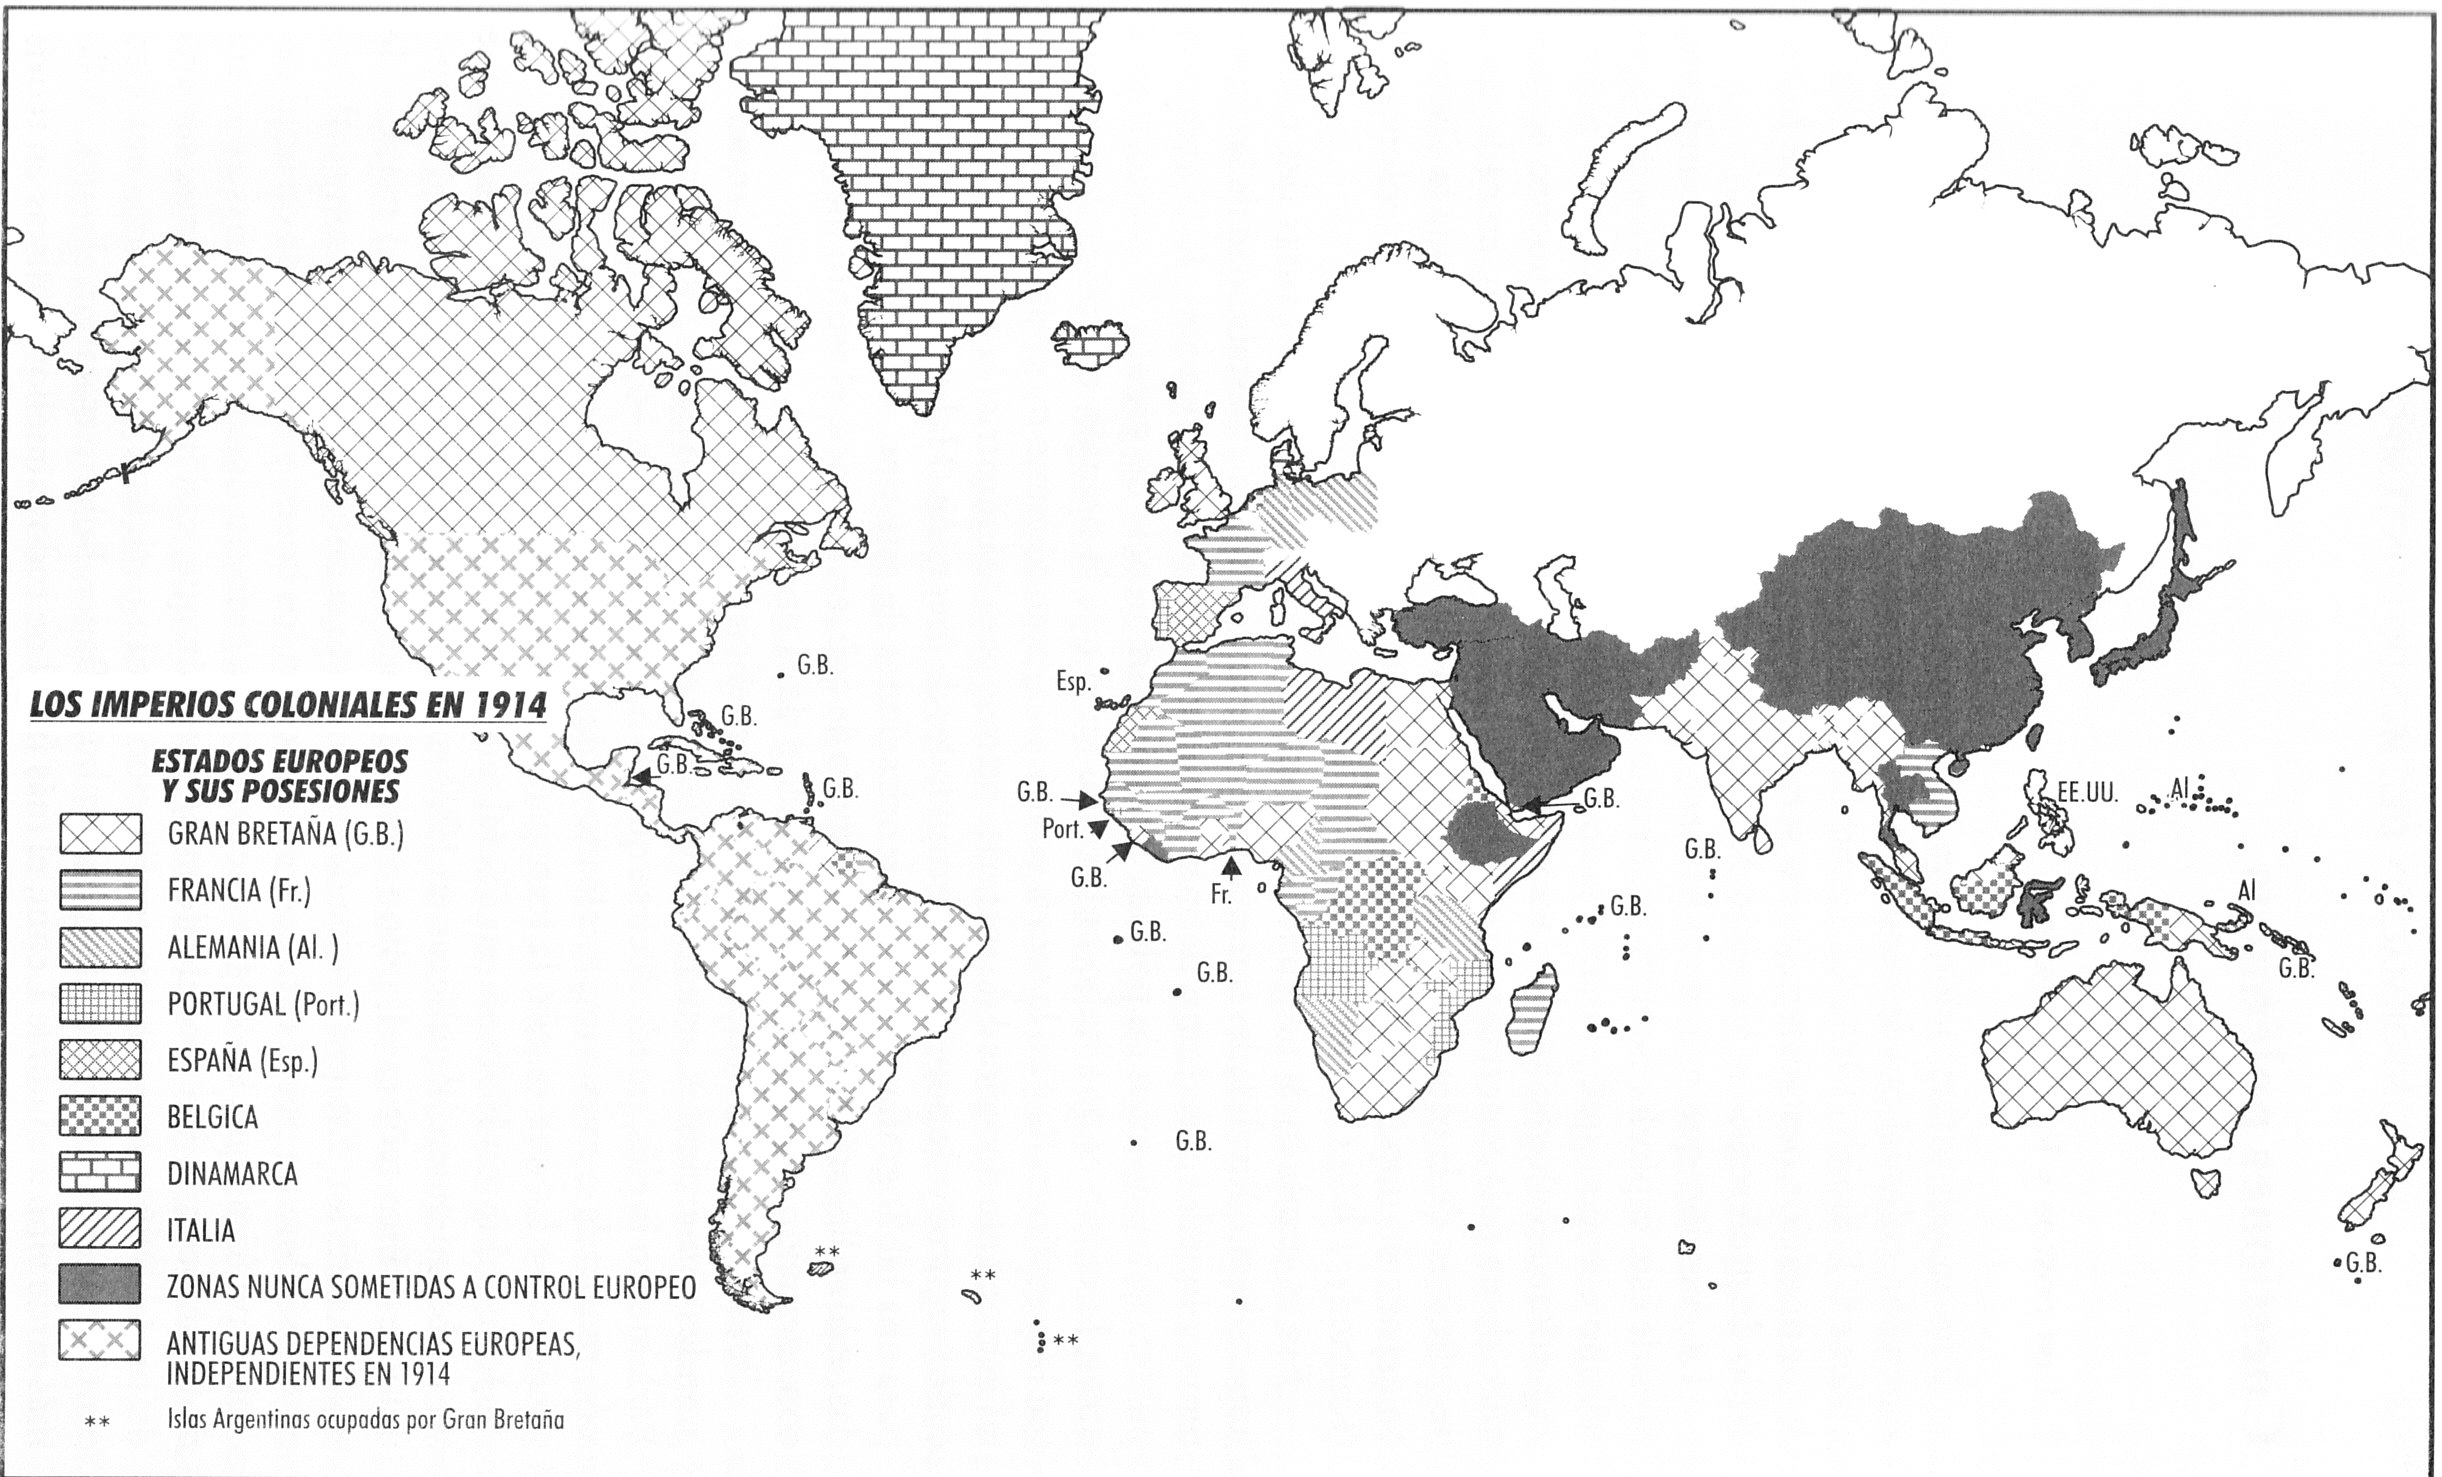 LOS IMPERIOS COLONIALES EN 1914
ESTADOS EUROPEOS
Y SUS POSESIONES
GRAN BRETAÑA (G.B.)
FRANCIA (Fr.)
ALEMANIA (Al. )
PORTUGAL (Port.)
ESPAÑA (Esp.)
BELGICA
DINAMARCA
ITALIA
ZONAS NUNCA SOMETIDAS A CONTROL EUROPEO
ANTIGUAS DEPENDENCIAS EUROPEAS,
INDEPENDIENTES EN 1914
** Islas Argentinas ocupadas por Gran Bretaña
G.B.
G.B.
G.B.
G.B.
Esp.
G.B.
Port.
G.B.
Fr.
G.B.
G.B.
G.B.
G.B.
G.B.
G.B.
EE.UU.
Al
Al
G.B.
G.B.
**
**
**